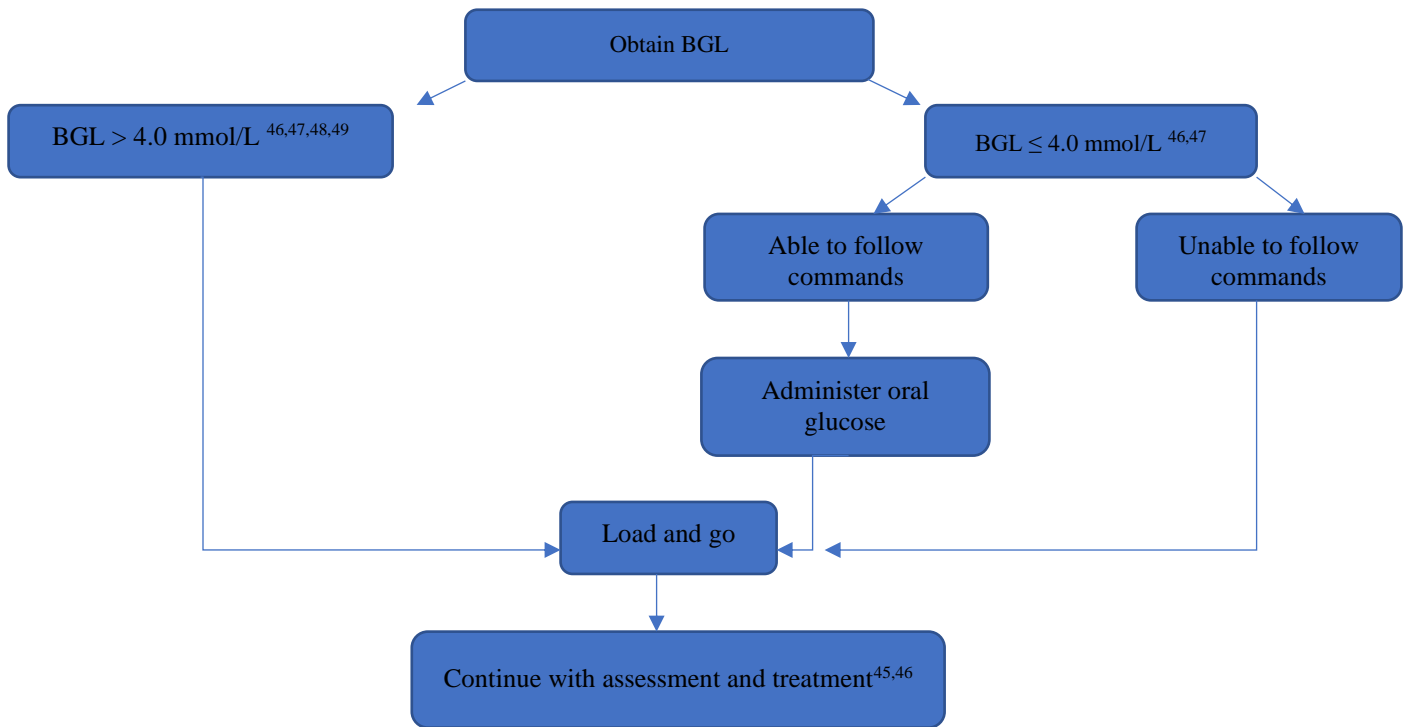 Obtain BGL
BGL > 4.0 mmol/L 46,47,48,49
BGL ≤ 4.0 mmol/L 46,47
Able to follow
commands
Unable to follow
commands
Administer oral
glucose
Load and go
Continue with assessment and treatment45,46